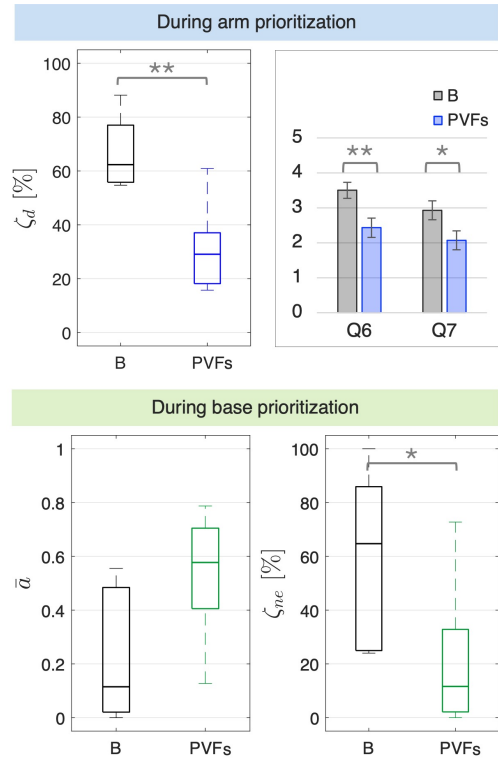 During arm prioritization
100
80
60
40
20
0
ζd [%]
**
B
PVFs
B
PVFs
5
4
3
2
1
0
**
*
Q6
Q7
During base prioritization
1
0.8
0.6
0.4
0.2
0
ā
B
PVFs
100
80
60
40
20
0
ζne [%]
*
B
PVFs